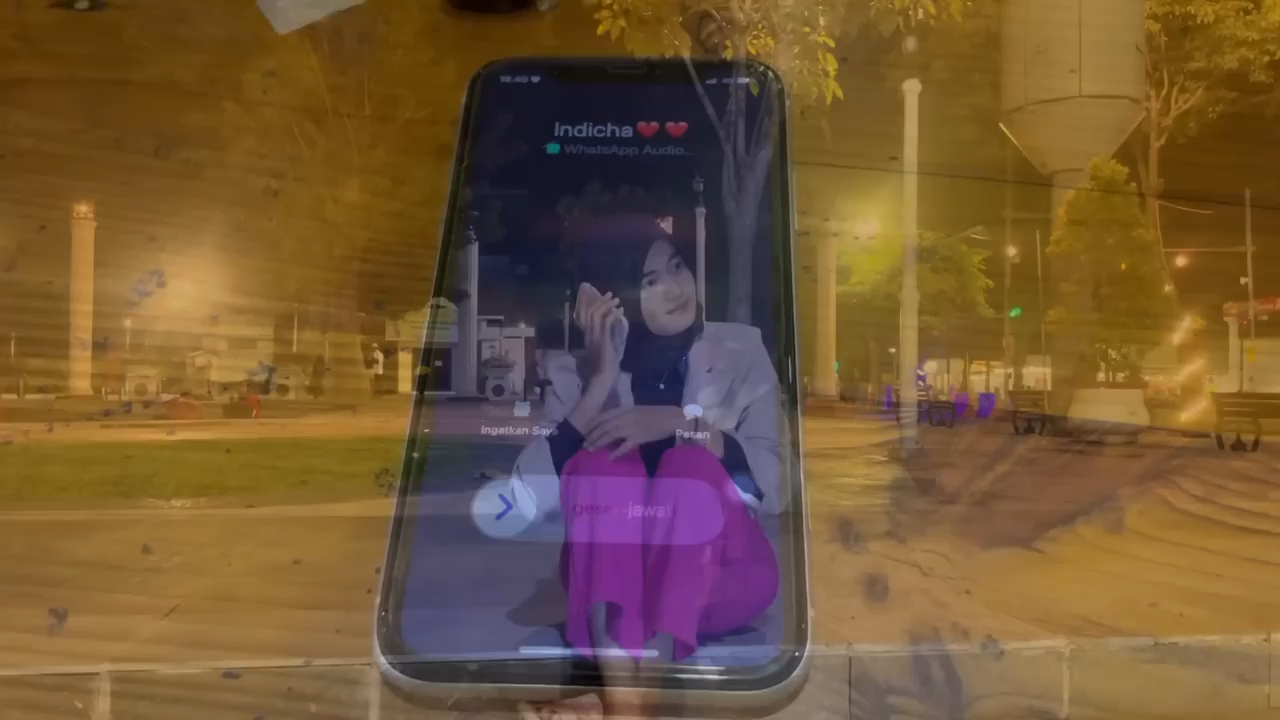 Indicha❤️ ❤️
WhatsApp Audio...
Ingatkan Saya
Pesan
geser-jawab